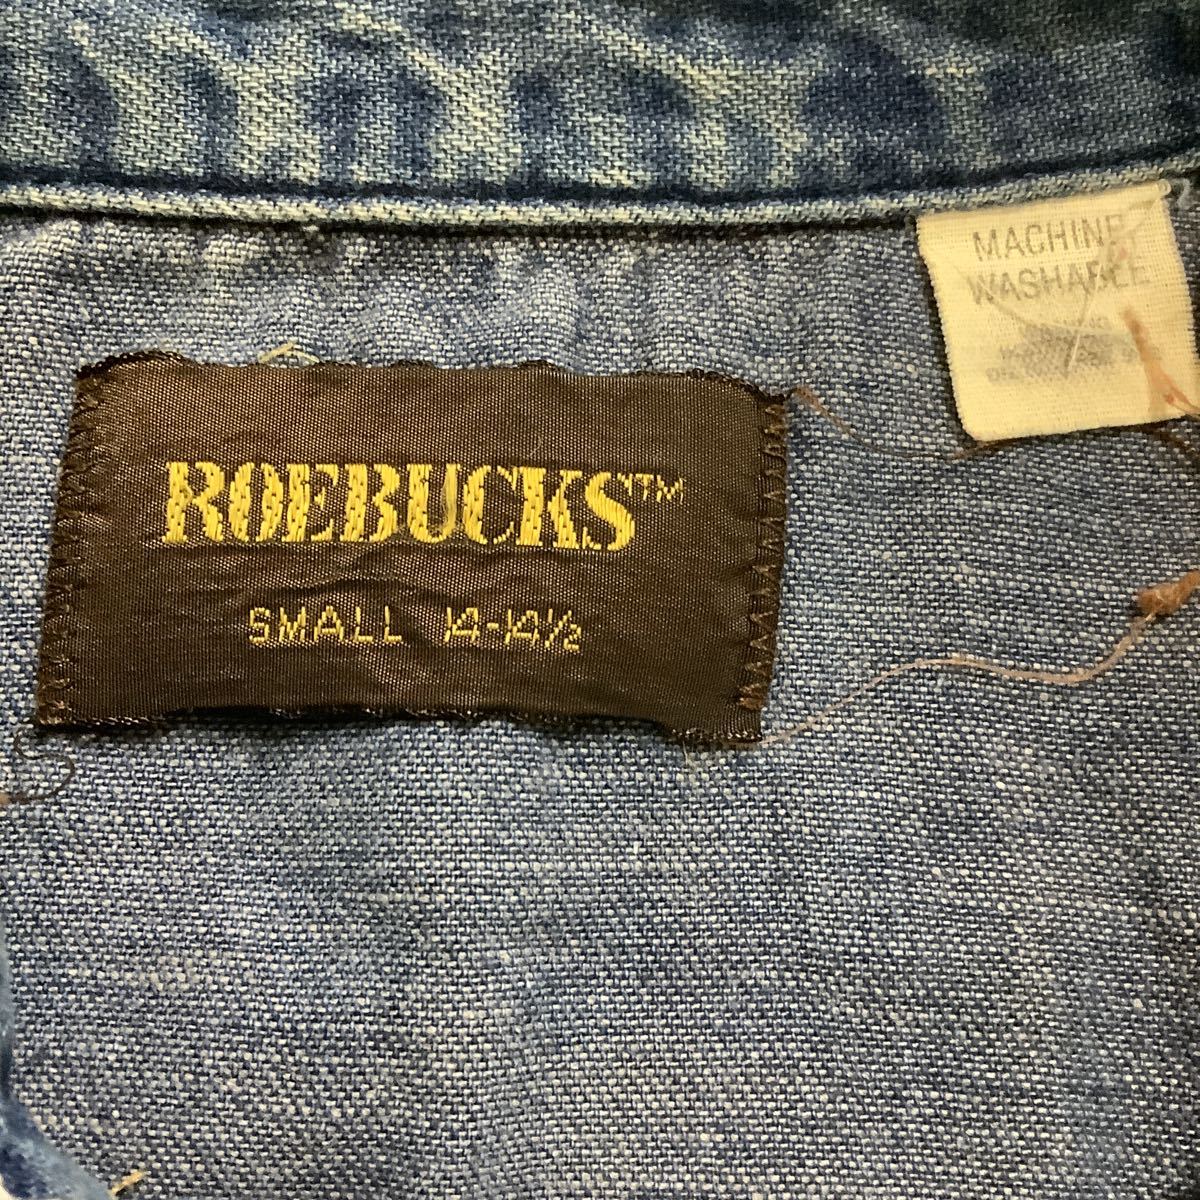 MACHINE
WASHABLE
ROEBUCKS™
SMALL 14-14½